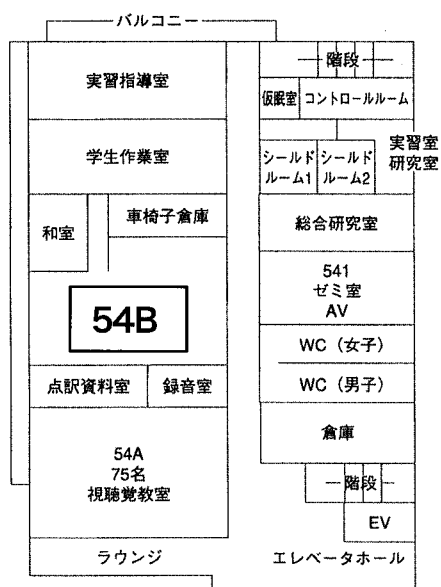 バルコニー
実習指導室
学生作業室
和室
車椅子倉庫
54B
点訳資料室
録音室
54A
75名
視聴覚教室
ラウンジ
階段
仮眠室
コントロールルーム
実習室
研究室
シールド
ルーム1
シールド
ルーム2
総合研究室
541
ゼミ室
AV
WC（女子）
WC（男子）
倉庫
階段
EV
エレベータホール